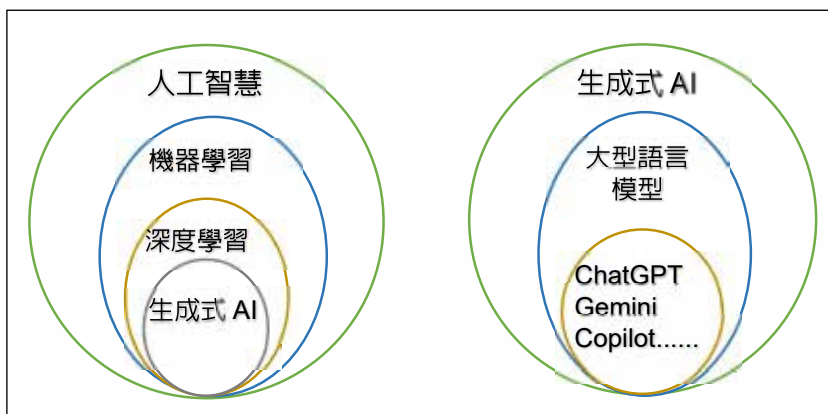 人工智慧
機器學習
深度學習
生成式 AI
生成式 AI
大型語言
模型
ChatGPT
Gemini
Copilot......